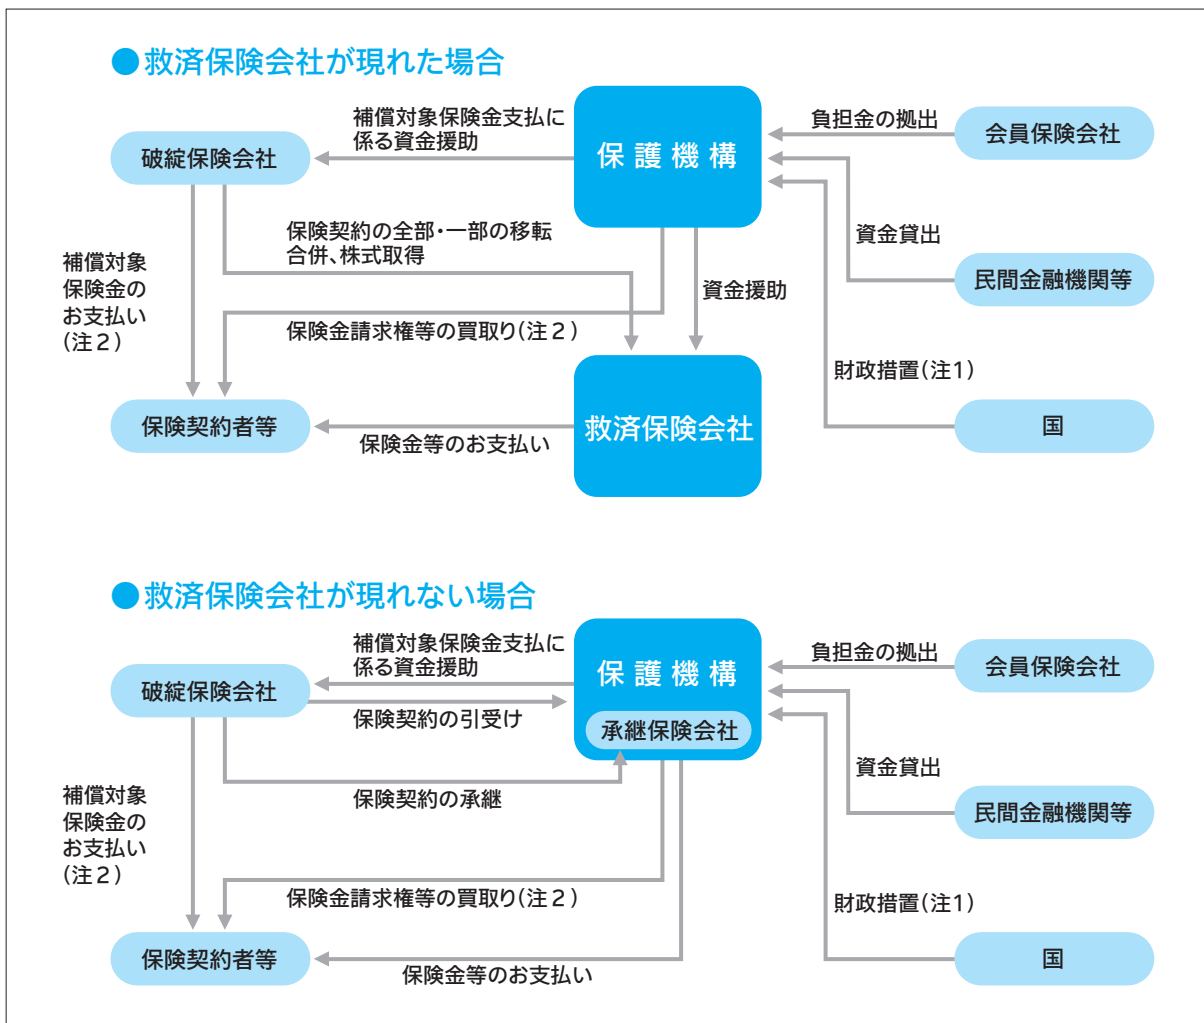 ●救済保険会社が現れた場合
補償対象保険金支払に
係る資金援助
破綻保険会社
保護機構
負担金の拠出
会員保険会社
保険契約の全部・一部の移転
合併、株式取得
資金貸出
民間金融機関等
補償対象
保険金の
お支払い
(注2)
資金援助
保険金請求権等の買取り(注2)
財政措置(注1)
保険契約者等
保険金等のお支払い
救済保険会社
国
●救済保険会社が現れない場合
補償対象保険金支払に
係る資金援助
破綻保険会社
保険契約の引受け
保護機構
承継保険会社
負担金の拠出
会員保険会社
保険契約の承継
資金貸出
民間金融機関等
補償対象
保険金の
お支払い
(注2)
保険金請求権等の買取り(注2)
財政措置(注1)
保険契約者等
保険金等のお支払い
国